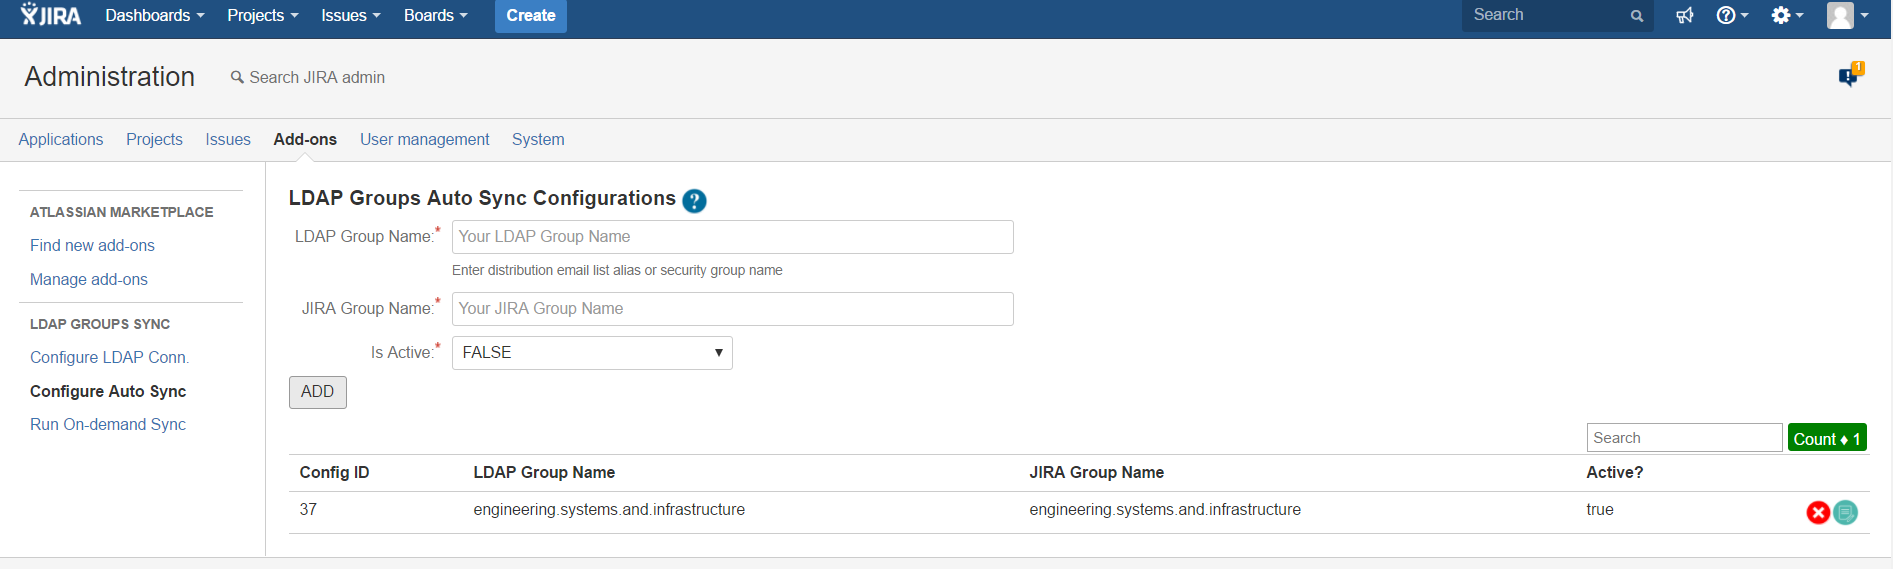 JIRA Dashboards Projects Issues Boards Create Search
Administration Search JIRA admin 1
Applications Projects Issues Add-ons User management System
ATLASSIAN MARKETPLACE
Find new add-ons
Manage add-ons
LDAP GROUPS SYNC
Configure LDAP Conn.
Configure Auto Sync
Run On-demand Sync
LDAP Groups Auto Sync Configurations ?
LDAP Group Name:* Your LDAP Group Name
Enter distribution email list alias or security group name
JIRA Group Name:* Your JIRA Group Name
Is Active:* FALSE
ADD
Search Count ♦ 1
Config ID LDAP Group Name JIRA Group Name Active?
37 engineering.systems.and.infrastructure engineering.systems.and.infrastructure true